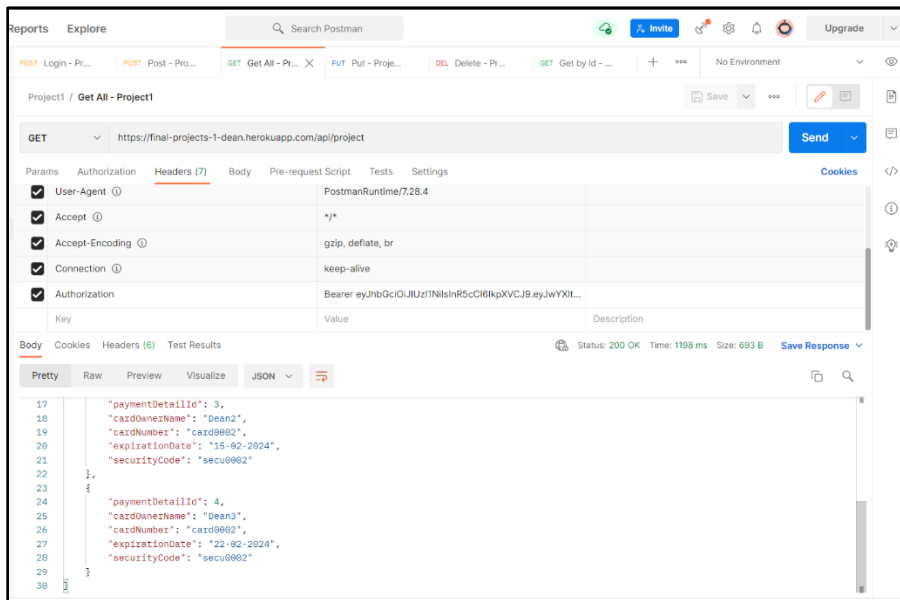 Reports Explore Search Postman Invite Upgrade
POST Login - Pr... POST Post - Pro... GET Get All - Pr... PUT Put - Proje... DEL Delete - Pr... GET Get by Id - ... No Environment
Project1 / Get All - Project1 Save
GET https://final-projects-1-dean.herokuapp.com/api/project Send
Params Authorization Headers (7) Body Pre-request Script Tests Settings Cookies
User-Agent PostmanRuntime/7.28.4
Accept */*
Accept-Encoding gzip, deflate, br
Connection keep-alive
Authorization Bearer
Key Value Description
Body Cookies Headers (6) Test Results Status: 200 OK Time: 1198 ms Size: 693 B Save Response
Pretty Raw Preview Visualize JSON
17 "paymentDetailId": 3,
18 "cardOwnerName": "Dean2",
19 "cardNumber": "card0002",
20 "expirationDate": "15-02-2024",
21 "securityCode": "secu0002"
22 },
23 {
24 "paymentDetailId": 4,
25 "cardOwnerName": "Dean3",
26 "cardNumber": "card0002",
27 "expirationDate": "22-02-2024",
28 "securityCode": "secu0002"
29 }
30 ]